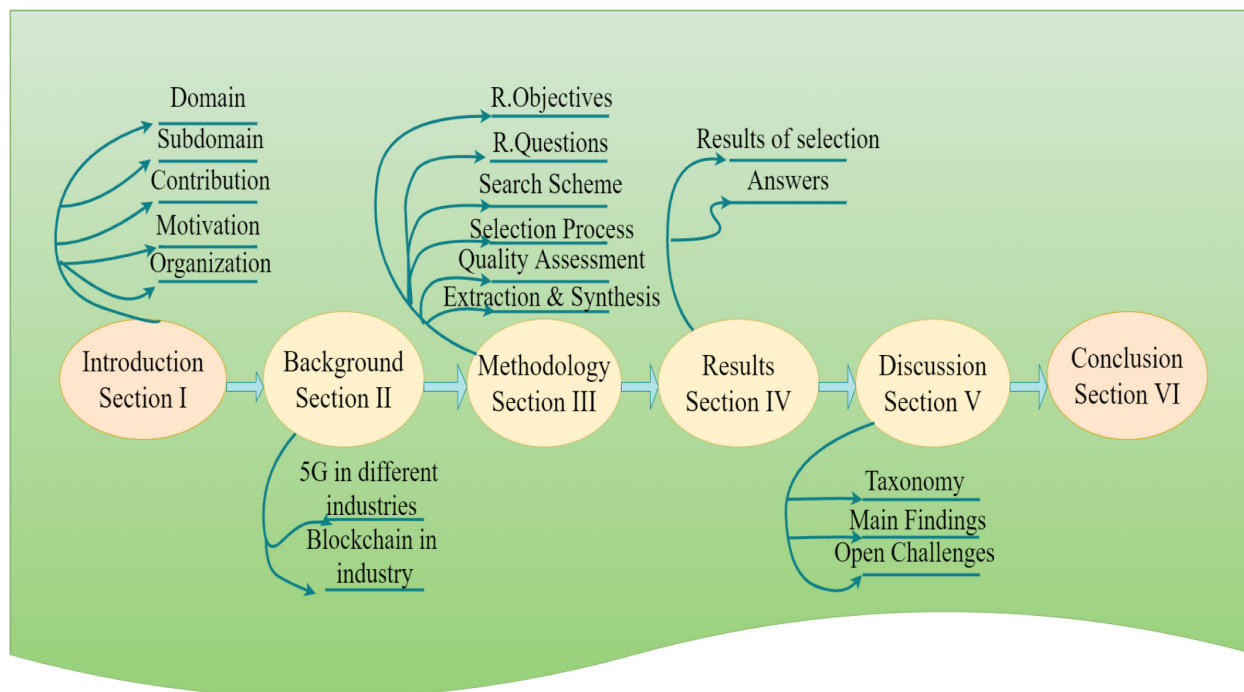 Domain
Subdomain
Contribution
Motivation
Organization
R.Objectives
R.Questions
Search Scheme
Selection Process
Quality Assessment
Extraction & Synthesis
Results of selection
Answers
Introduction
Section I
Background
Section II
Methodology
Section III
Results
Section IV
Discussion
Section V
Conclusion
Section VI
5G in different
industries
Blockchain in
industry
Taxonomy
Main Findings
Open Challenges